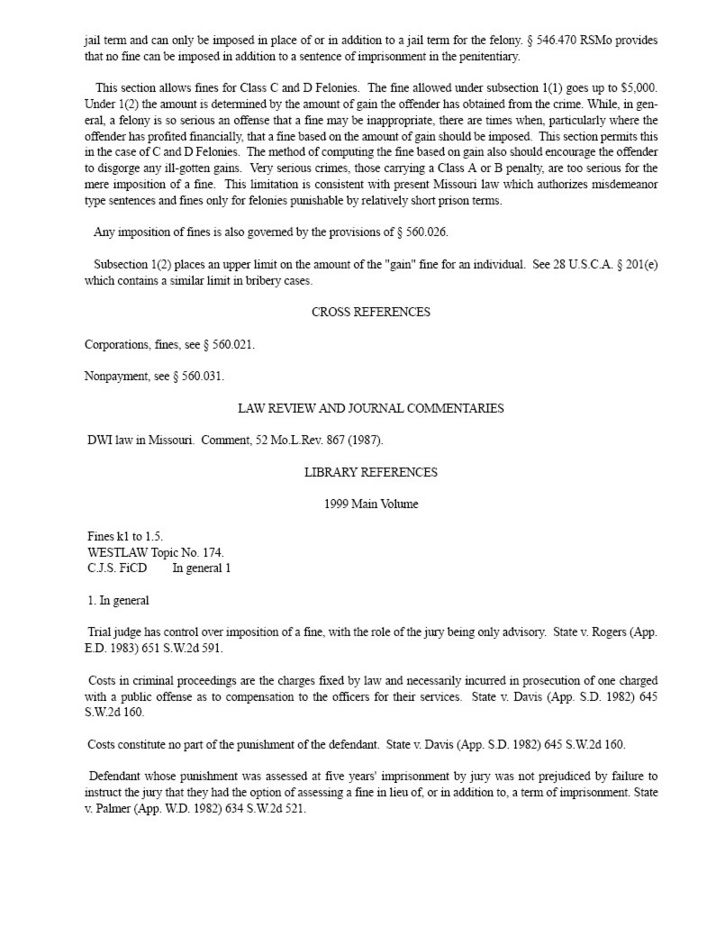 jail term and can only be imposed in place of or in addition to a jail term for the felony. § 546.470 RSMo provides
that no fine can be imposed in addition to a sentence of imprisonment in the penitentiary.
This section allows fines for Class C and D Felonies. The fine allowed under subsection 1(1) goes up to $5,000.
Under 1(2) the amount is determined by the amount of gain the offender has obtained from the crime. While, in gen-
eral, a felony is so serious an offense that a fine may be inappropriate, there are times when, particularly where the
offender has profited financially, that a fine based on the amount of gain should be imposed. This section permits this
in the case of C and D Felonies. The method of computing the fine based on gain also should encourage the offender
to disgorge any ill-gotten gains. Very serious crimes, those carrying a Class A or B penalty, are too serious for the
mere imposition of a fine. This limitation is consistent with present Missouri law which authorizes misdemeanor
type sentences and fines only for felonies punishable by relatively short prison terms.
Any imposition of fines is also governed by the provisions of § 560.026.
Subsection 1(2) places an upper limit on the amount of the "gain" fine for an individual. See 28 U.S.C.A. § 201(e)
which contains a similar limit in bribery cases.
CROSS REFERENCES
Corporations, fines, see § 560.021.
Nonpayment, see § 560.031.
LAW REVIEW AND JOURNAL COMMENTARIES
DWI law in Missouri. Comment, 52 Mo.L.Rev. 867 (1987).
LIBRARY REFERENCES
1999 Main Volume
Fines k1 to 1.5.
WESTLAW Topic No. 174.
C.J.S. FiCD In general 1
1. In general
Trial judge has control over imposition of a fine, with the role of the jury being only advisory. State v. Rogers (App.
E.D. 1983) 651 S.W.2d 591.
Costs in criminal proceedings are the charges fixed by law and necessarily incurred in prosecution of one charged
with a public offense as to compensation to the officers for their services. State v. Davis (App. S.D. 1982) 645
S.W.2d 160.
Costs constitute no part of the punishment of the defendant. State v. Davis (App. S.D. 1982) 645 S.W.2d 160.
Defendant whose punishment was assessed at five years' imprisonment by jury was not prejudiced by failure to
instruct the jury that they had the option of assessing a fine in lieu of, or in addition to, a term of imprisonment. State
v. Palmer (App. W.D. 1982) 634 S.W.2d 521.